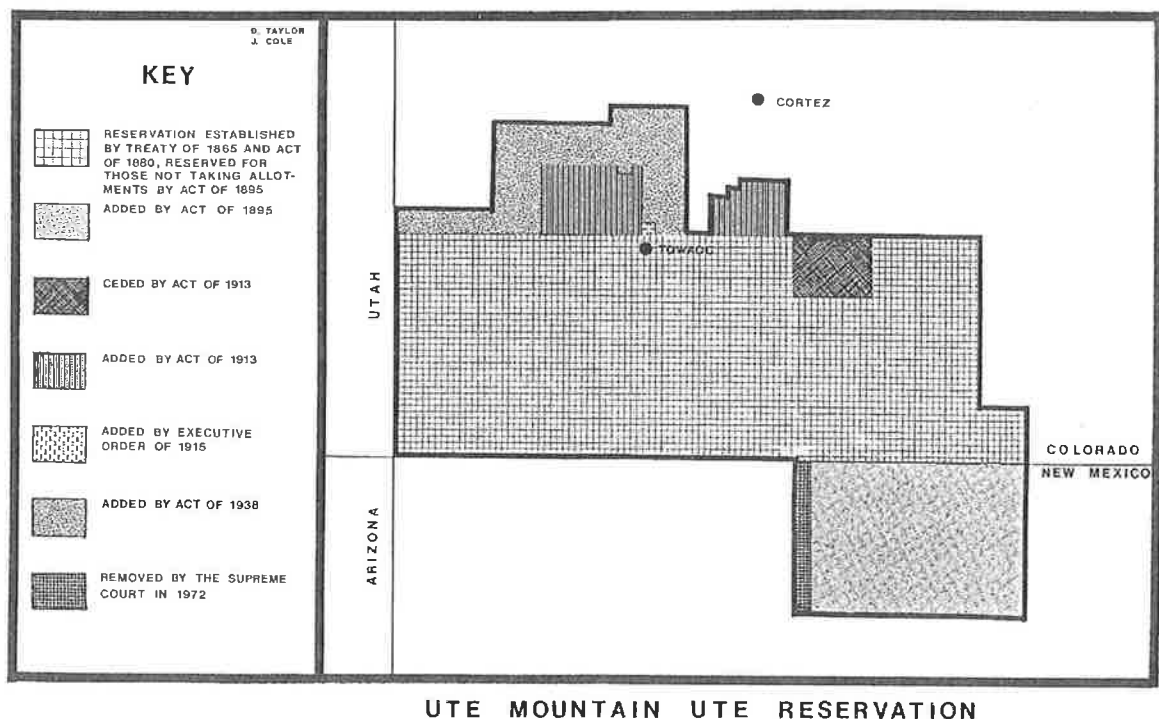 D. TAYLOR
J. COLE
KEY
RESERVATION ESTABLISHED
BY TREATY OF 1865 AND ACT
OF 1880, RESERVED FOR
THOSE NOT TAKING ALLOT-
MENTS BY ACT OF 1895
ADDED BY ACT OF 1895
CEDED BY ACT OF 1913
ADDED BY ACT OF 1913
ADDED BY EXECUTIVE
ORDER OF 1915
ADDED BY ACT OF 1938
REMOVED BY THE SUPREME
COURT IN 1972
CORTEZ
TOWAOC
UTAH
COLORADO
NEW MEXICO
ARIZONA
UTE MOUNTAIN UTE RESERVATION